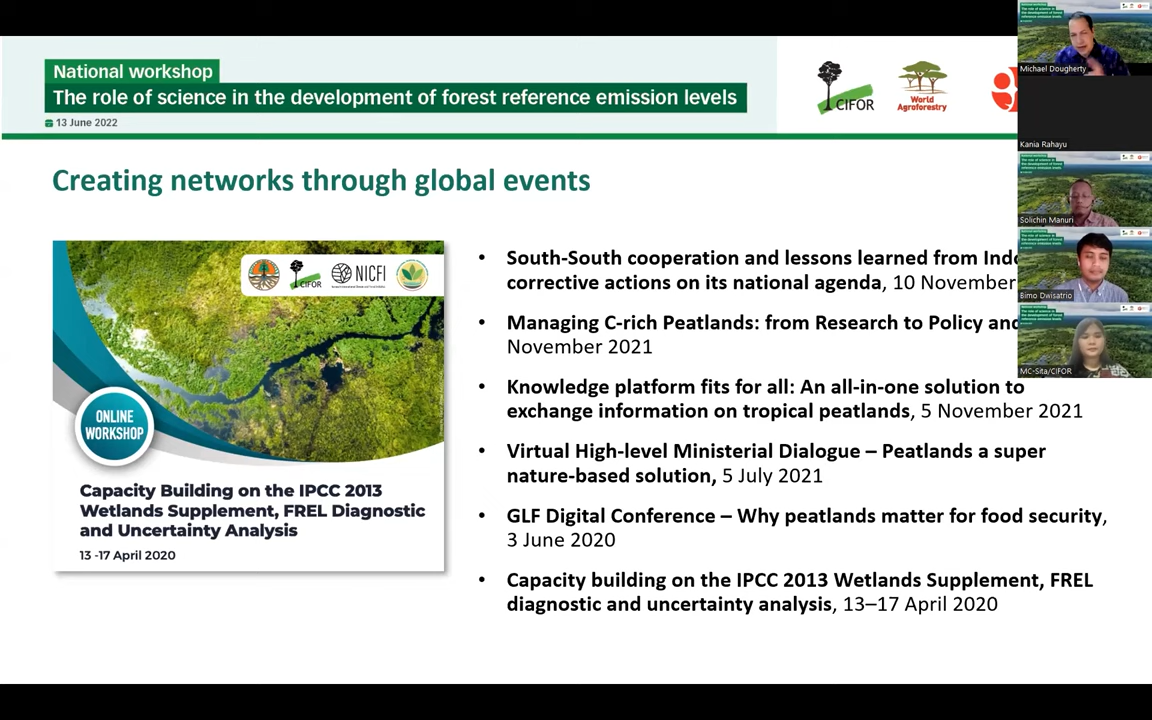 National workshop
The role of science in the development of forest reference emission levels
13 June 2022
CIFOR
World
Agroforestry
Creating networks through global events
CIFOR
NICFI
ONLINE
WORKSHOP
Capacity Building on the IPCC 2013
Wetlands Supplement, FREL Diagnostic
and Uncertainty Analysis
13 -17 April 2020
• South-South cooperation and lessons learned from Indo
corrective actions on its national agenda, 10 November
• Managing C-rich Peatlands: from Research to Policy and
November 2021
• Knowledge platform fits for all: An all-in-one solution to
exchange information on tropical peatlands, 5 November 2021
• Virtual High-level Ministerial Dialogue – Peatlands a super
nature-based solution, 5 July 2021
• GLF Digital Conference – Why peatlands matter for food security,
3 June 2020
• Capacity building on the IPCC 2013 Wetlands Supplement, FREL
diagnostic and uncertainty analysis, 13–17 April 2020
Michael Dougherty
Kania Rahayu
Solichin Manuri
Bimo Dwisatrio
MC-Sita/CIFOR